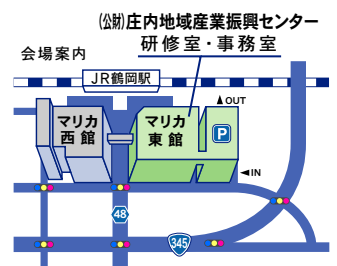 (公財)庄内地域産業振興センター
研修室・事務室
会場案内
JR鶴岡駅
▲OUT
マリカ
西館
マリカ
東館
P
◄IN
48
345